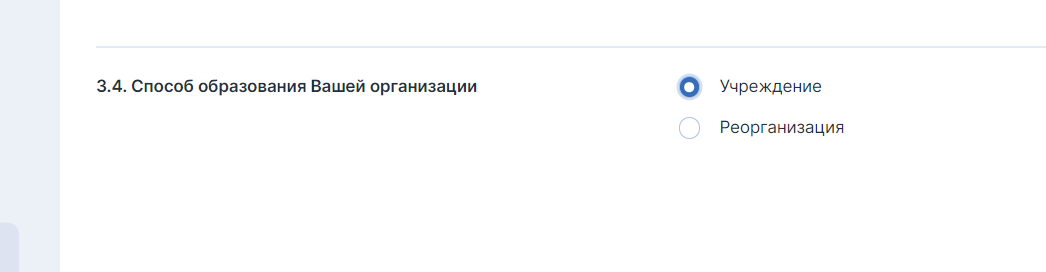 3.4. Способ образования Вашей организации
Учреждение
Реорганизация